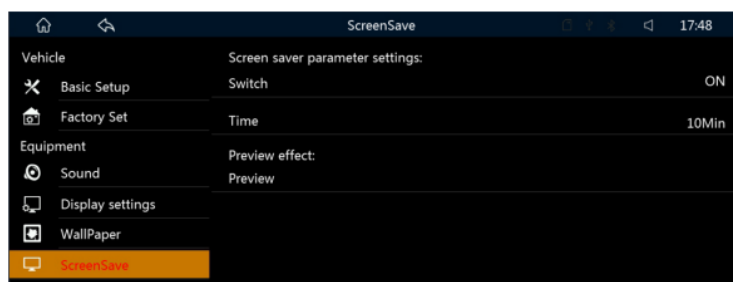 ScreenSave 17:48
Vehicle
Basic Setup
Factory Set
Equipment
Sound
Display settings
WallPaper
ScreenSave
Screen saver parameter settings:
Switch ON
Time 10Min
Preview effect:
Preview